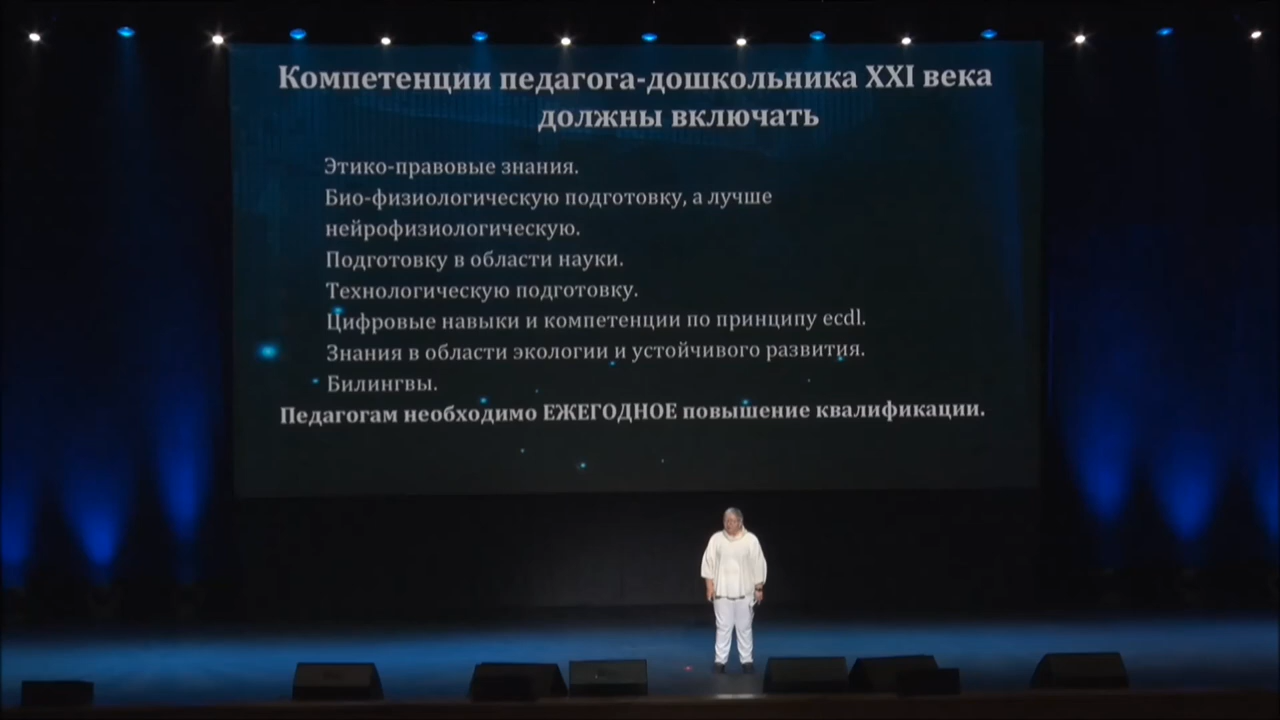 Компетенции педагога-дошкольника XXI века
должны включать
Этико-правовые знания.
Био-физиологическую подготовку, а лучше
нейрофизиологическую.
Подготовку в области науки.
Технологическую подготовку.
Цифровые навыки и компетенции по принципу ecdl.
Знания в области экологии и устойчивого развития.
Билингвы.
Педагогам необходимо ЕЖЕГОДНОЕ повышение квалификации.